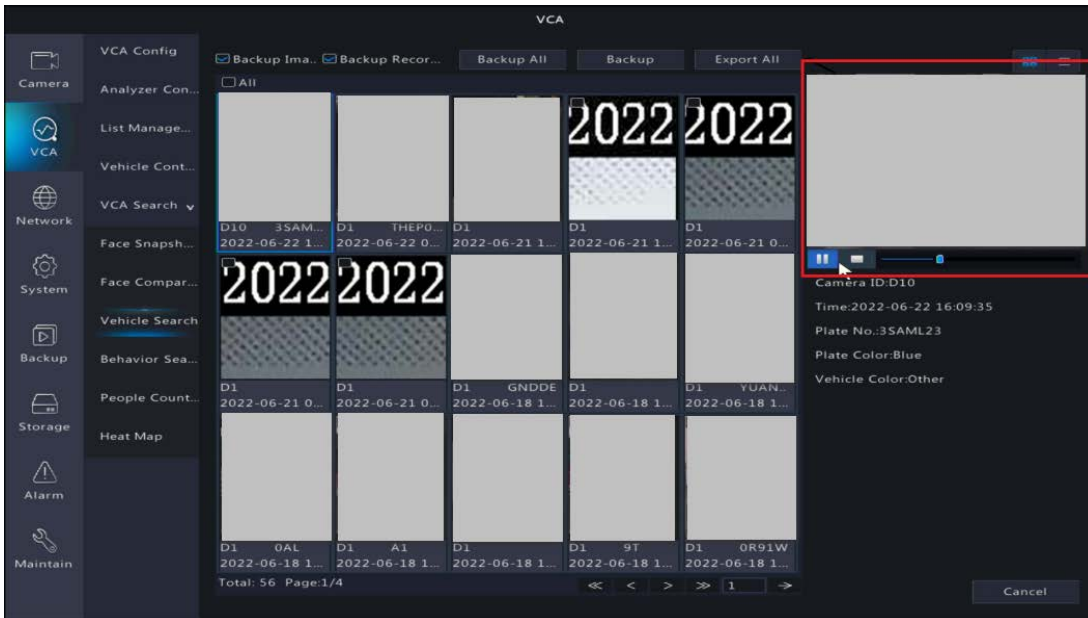 VCA
Camera
VCA
Network
System
Backup
Storage
Alarm
Maintain
VCA Config
Analyzer Con...
List Manage...
Vehicle Cont...
VCA Search
Face Snapsh...
Face Compar...
Vehicle Search
Behavior Sea...
People Count...
Heat Map
Backup Ima.. Backup Recor... Backup All Backup Export All
All
2022 2022
D10 3SAM... D1 THEP0... D1 D1 D1
2022-06-22 1... 2022-06-22 0... 2022-06-21 1... 2022-06-21 1... 2022-06-21 0...
2022 2022
D1 D1 D1 GNDDE D1 D1 YUAN..
2022-06-21 0... 2022-06-21 0... 2022-06-18 1... 2022-06-18 1... 2022-06-18 1...
D1 0AL D1 A1 D1 D1 9T D1 0R91W
2022-06-18 1... 2022-06-18 1... 2022-06-18 1... 2022-06-18 1... 2022-06-18 1...
Total: 56 Page:1/4 1
Camera ID:D10
Time:2022-06-22 16:09:35
Plate No.:3SAML23
Plate Color:Blue
Vehicle Color:Other
Cancel